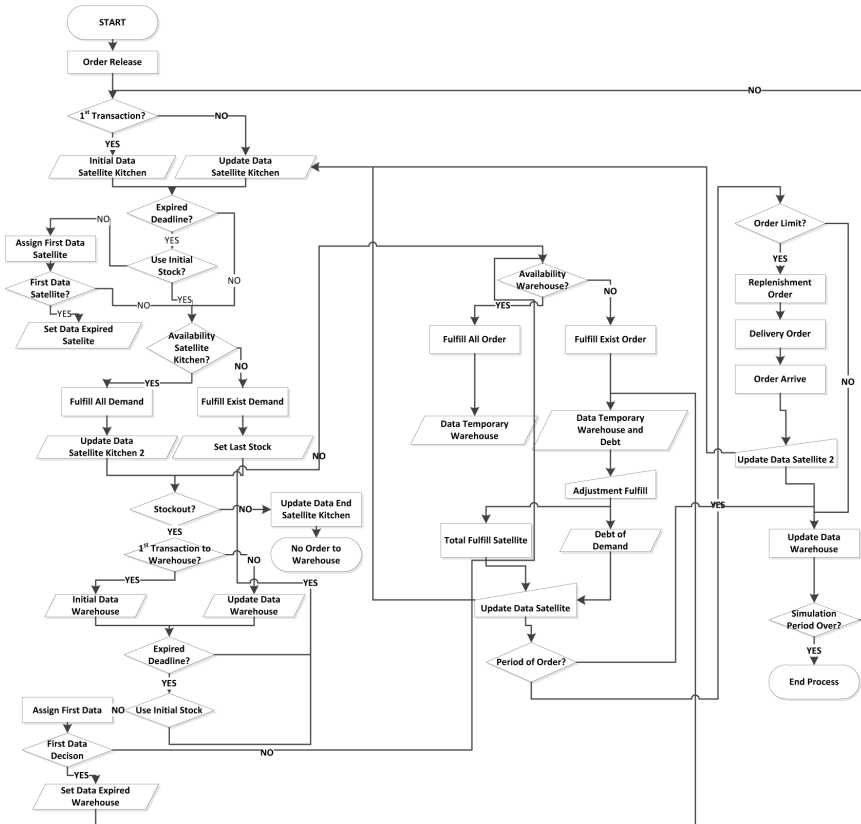 START
Order Release
NO
1st Transaction?
NO
YES
Initial Data
Satellite Kitchen
Update Data
Satellite Kitchen
Expired
Deadline?
NO
YES
Assign First Data
Satellite
Use Initial
Stock?
NO
First Data
Satellite?
NO
YES
YES
Set Data Expired
Satelite
Availability
Satellite
Kitchen?
YES
NO
Fulfill All Demand
Fulfill Exist Demand
Update Data
Satellite Kitchen 2
Set Last Stock
NO
Stockout?
NO
Update Data End
Satellite Kitchen
YES
No Order to
Warehouse
1st Transaction to
Warehouse?
YES
NO
YES
Initial Data
Warehouse
Update Data
Warehouse
Expired
Deadline?
YES
Assign First Data
NO
Use Initial Stock
First Data
Decison
NO
YES
Set Data Expired
Warehouse
Availability
Warehouse?
YES
NO
Fulfill All Order
Fulfill Exist Order
Data Temporary
Warehouse
Data Temporary
Warehouse and
Debt
Adjustment Fulfill
Total Fulfill Satellite
Debt of
Demand
Update Data Satellite
Period of Order?
YES
Order Limit?
YES
Replenishment
Order
Delivery Order
NO
Order Arrive
Update Data Satellite 2
Update Data
Warehouse
Simulation
Period Over?
YES
End Process